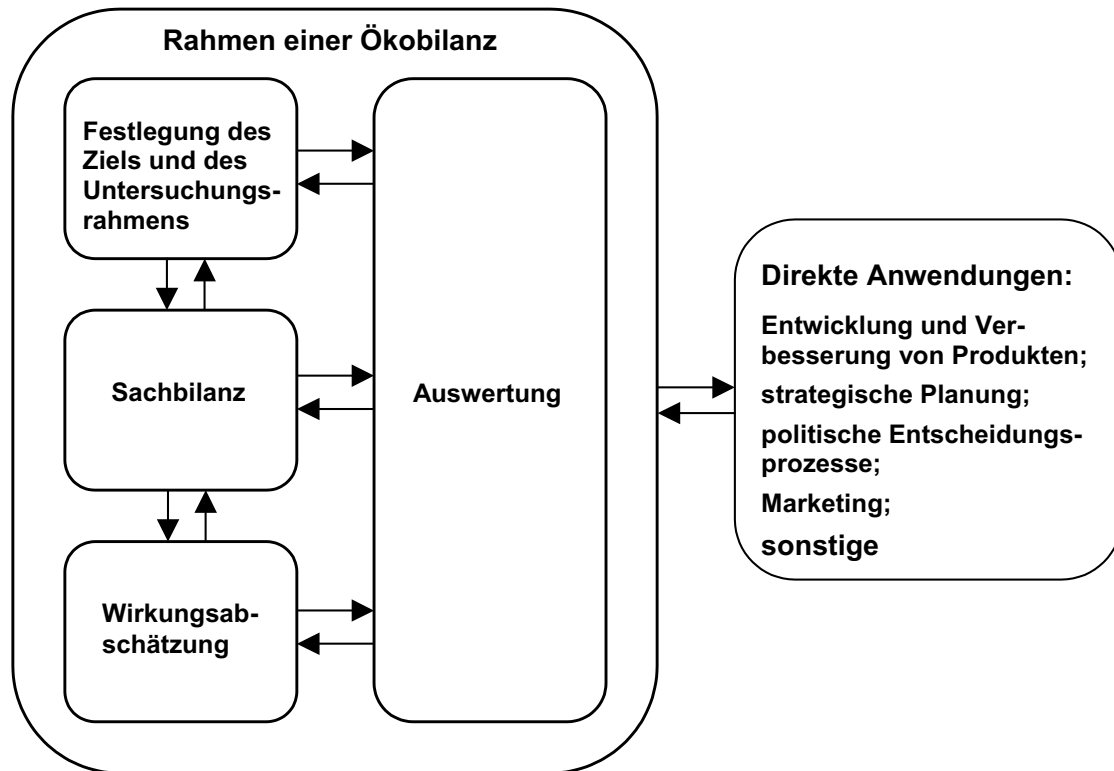 Rahmen einer Ökobilanz
Festlegung des
Ziels und des
Untersuchungs-
rahmens
Sachbilanz
Wirkungsab-
schätzung
Auswertung
Direkte Anwendungen:
Entwicklung und Ver-
besserung von Produkten;
strategische Planung;
politische Entscheidungs-
prozesse;
Marketing;
sonstige